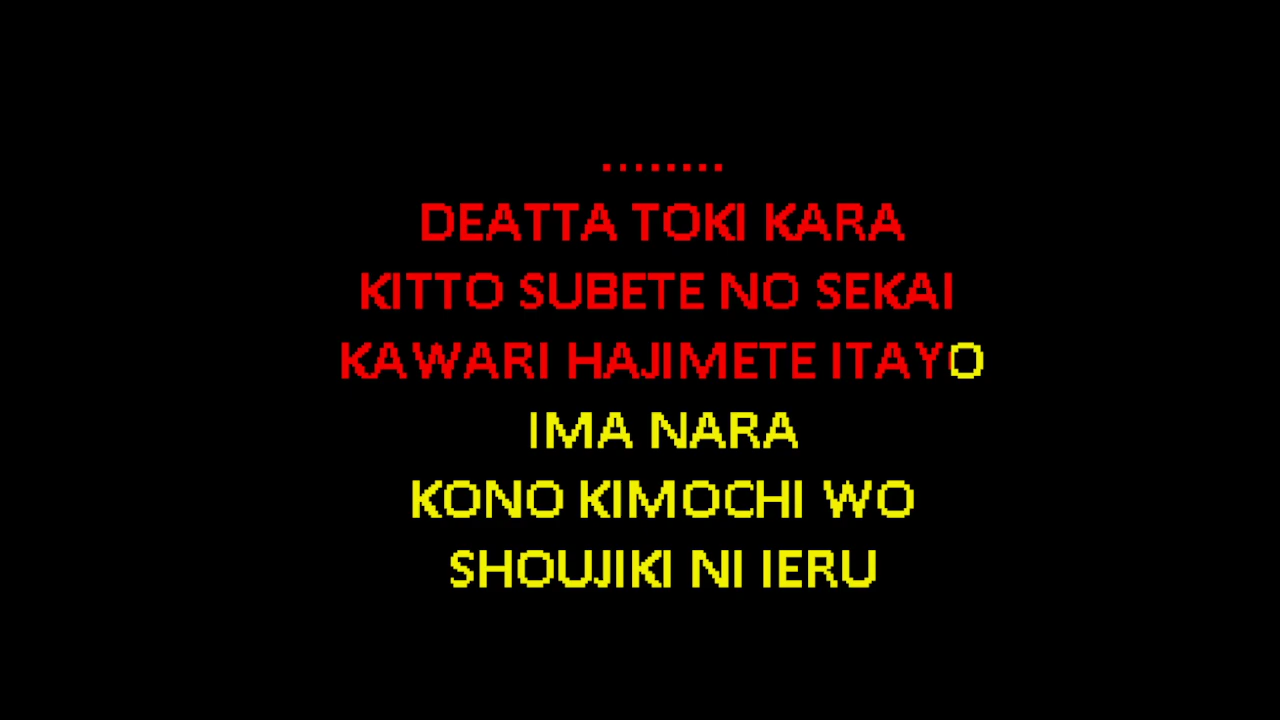 ........
DEATTA TOKI KARA
KITTO SUBETE NO SEKAI
KAWARI HAJIMETE ITAYO
IMA NARA
KONO KIMOCHI WO
SHOUJIKI NI IERU